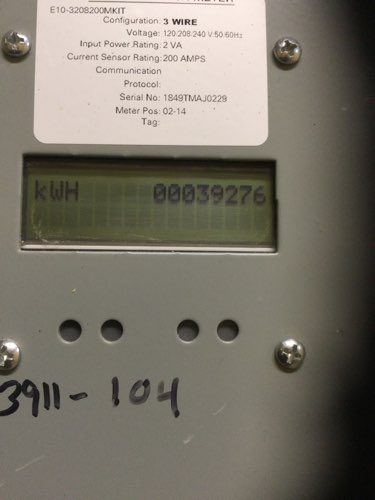 E10-3208200MKIT
Configuration: 3 WIRE
Voltage: 120:208:240 V:50:60Hz
Input Power Rating: 2 VA
Current Sensor Rating: 200 AMPS
Communication
Protocol:
Serial No: 1849TMAJ0229
Meter Pos: 02-14
Tag:
kWH 00039276
3911-104